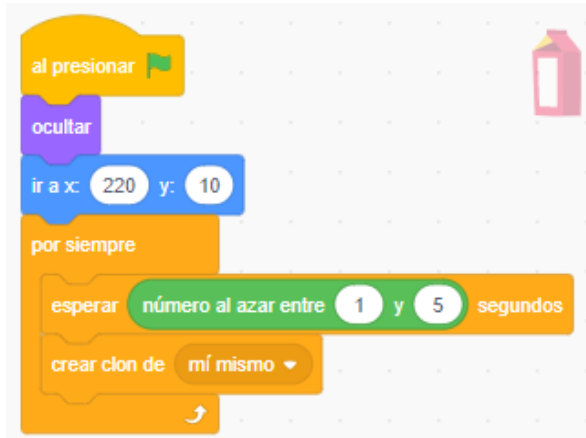 al presionar
ocultar
ir a x: 220 y: 10
por siempre
esperar número al azar entre 1 y 5 segundos
crear clon de mí mismo